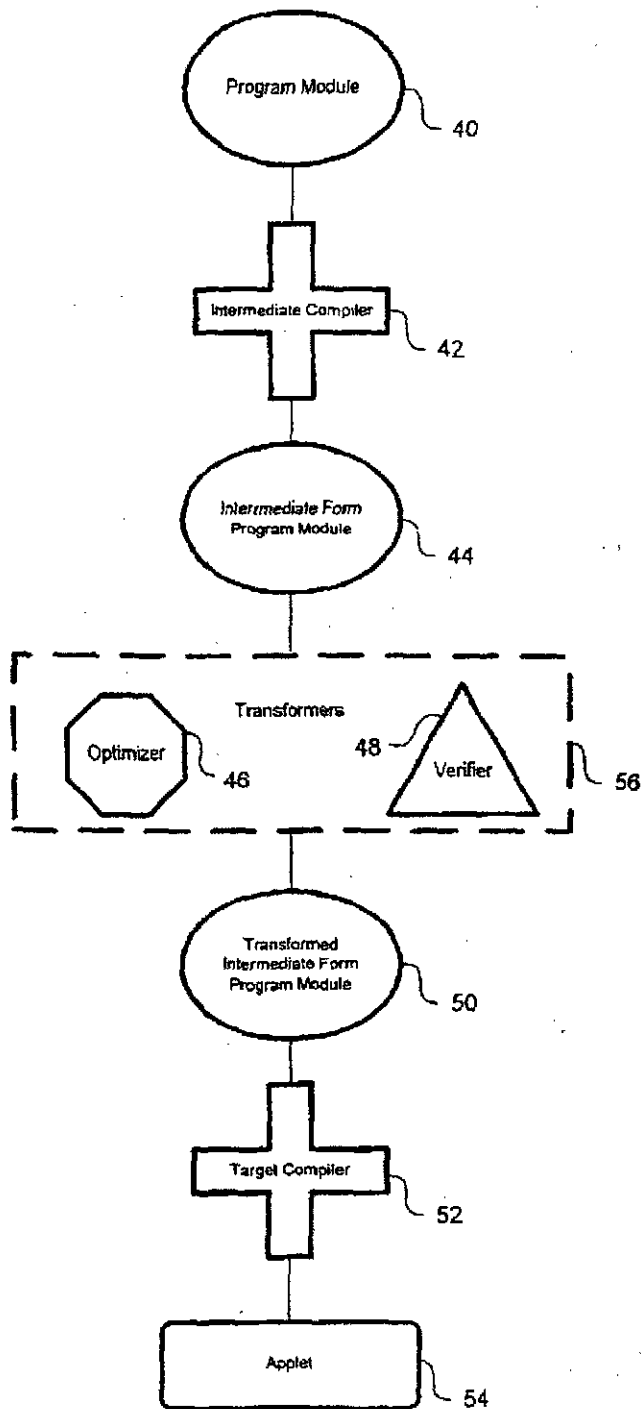 Program Module
40
Intermediate Compiler
42
Intermediate Form
Program Module
44
Transformers
Optimizer
46
48
Verifier
56
Transformed
Intermediate Form
Program Module
50
Target Compiler
52
Applet
54